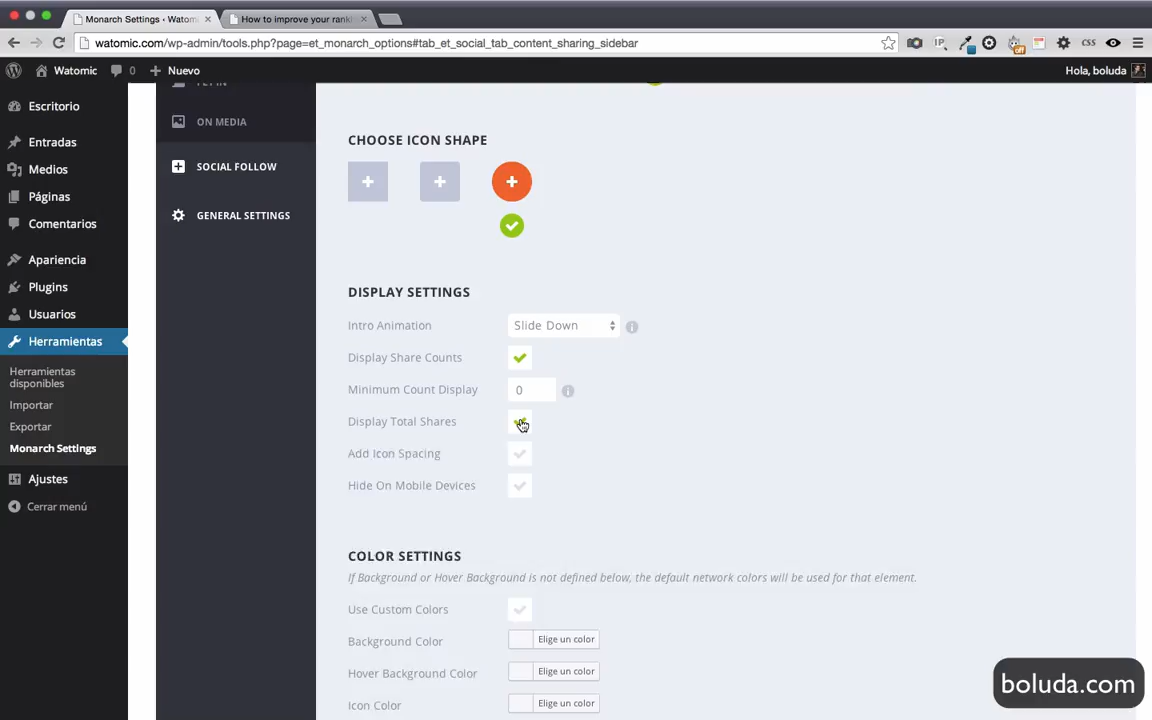 Monarch Settings ‹ Watomi
How to improve your rank
watomic.com/wp-admin/tools.php?page=et_monarch_options#tab_et_social_tab_content_sharing_sidebar
IP
off
CSS
Watomic
0
Nuevo
Hola, boluda
Escritorio
Entradas
Medios
Páginas
Comentarios
Apariencia
Plugins
Usuarios
Herramientas
Herramientas
disponibles
Importar
Exportar
Monarch Settings
Ajustes
Cerrar menú
ON MEDIA
SOCIAL FOLLOW
GENERAL SETTINGS
CHOOSE ICON SHAPE
DISPLAY SETTINGS
Intro Animation
Slide Down
Display Share Counts
Minimum Count Display
0
Display Total Shares
Add Icon Spacing
Hide On Mobile Devices
COLOR SETTINGS
If Background or Hover Background is not defined below, the default network colors will be used for that element.
Use Custom Colors
Background Color
Elige un color
Hover Background Color
Elige un color
Icon Color
Elige un color
boluda.com